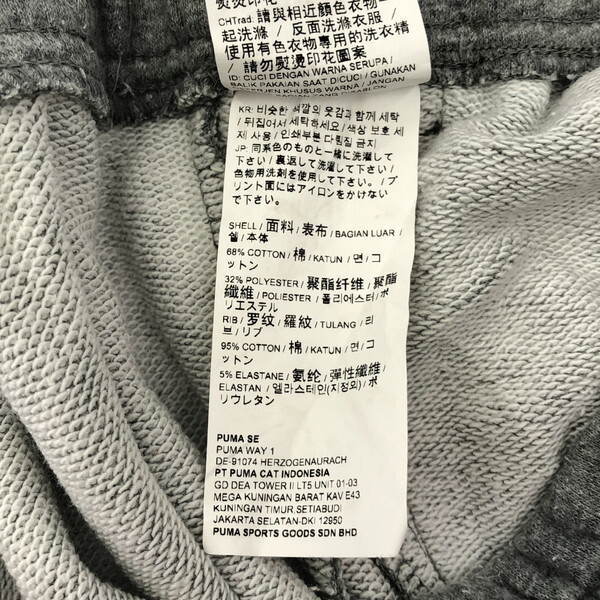 CHTrad: 請與相近顏色衣物一
起洗滌 / 反面洗滌衣服 /
使用有色衣物專用的洗衣精
/ 請勿熨燙印花圖案 /
ID: CUCI DENGAN WARNA SERUPA /
BALIK PAKAIAN SAAT DICUCI / GUNAKAN
KHUSUS WARNA / JANGAN
KR: 비슷한 색깔의 옷감과 함께 세탁
/ 뒤집어서 세탁하세요 / 색상 보호 세
제 사용 / 인쇄부분 다림질 금지
JP: 同系色のものと一緒に洗濯して
下さい / 裏返して洗濯して下さい /
色物用洗剤を使用して下さい。 / プ
リント面にはアイロンをかけない
で下さい。
SHELL / 面料 / 表布 / BAGIAN LUAR /
쉘 / 本体
68% COTTON / 棉 / KATUN / 면 / コ
ットン
32% POLYESTER / 聚酯纤维 / 聚酯
纖維 / POLIESTER / 폴리에스터 / ポ
リエステル
RIB / 罗纹 / 羅紋 / TULANG / 리
브 / リブ
95% COTTON / 棉 / KATUN / 면 / コ
ットン
5% ELASTANE / 氨纶 / 彈性纖維 /
ELASTAN / 엘라스테인(지정외) / ポ
リウレタン
PUMA SE
PUMA WAY 1
DE-91074 HERZOGENAURACH
PT PUMA CAT INDONESIA
GD DEA TOWER II LT5 UNIT 01-03
MEGA KUNINGAN BARAT KAV E43
KUNINGAN TIMUR.SETIABUDI
JAKARTA SELATAN-DKI 12950
PUMA SPORTS GOODS SDN BHD